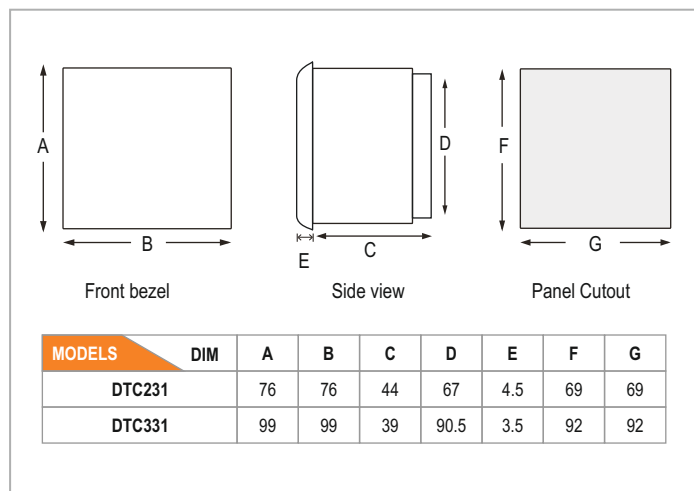 A
B
Front bezel
E
C
D
Side view
F
G
Panel Cutout
MODELS DIM A B C D E F G
DTC231 76 76 44 67 4.5 69 69
DTC331 99 99 39 90.5 3.5 92 92